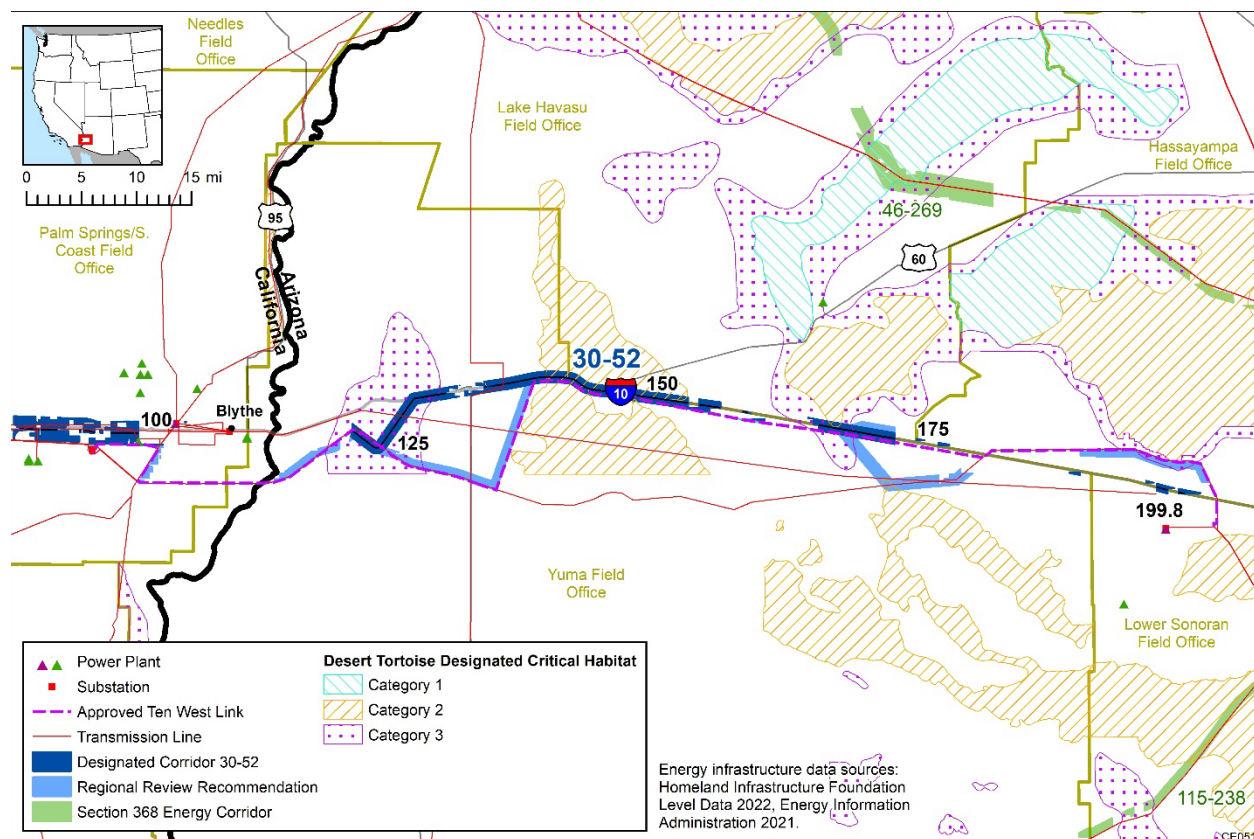 Needles
Field
Office
Lake Havasu
Field Office
Hassayampa
Field Office
0 5 10 15 mi
95
46-269
Palm Springs/S.
Coast Field
Office
60
Arizona
California
30-52
150
10
100
Blythe
125
175
199.8
Yuma Field
Office
Lower Sonoran
Field Office
Power Plant
Substation
Approved Ten West Link
Transmission Line
Designated Corridor 30-52
Regional Review Recommendation
Section 368 Energy Corridor
Desert Tortoise Designated Critical Habitat
Category 1
Category 2
Category 3
Energy infrastructure data sources:
Homeland Infrastructure Foundation
Level Data 2022, Energy Information
Administration 2021.
115-238